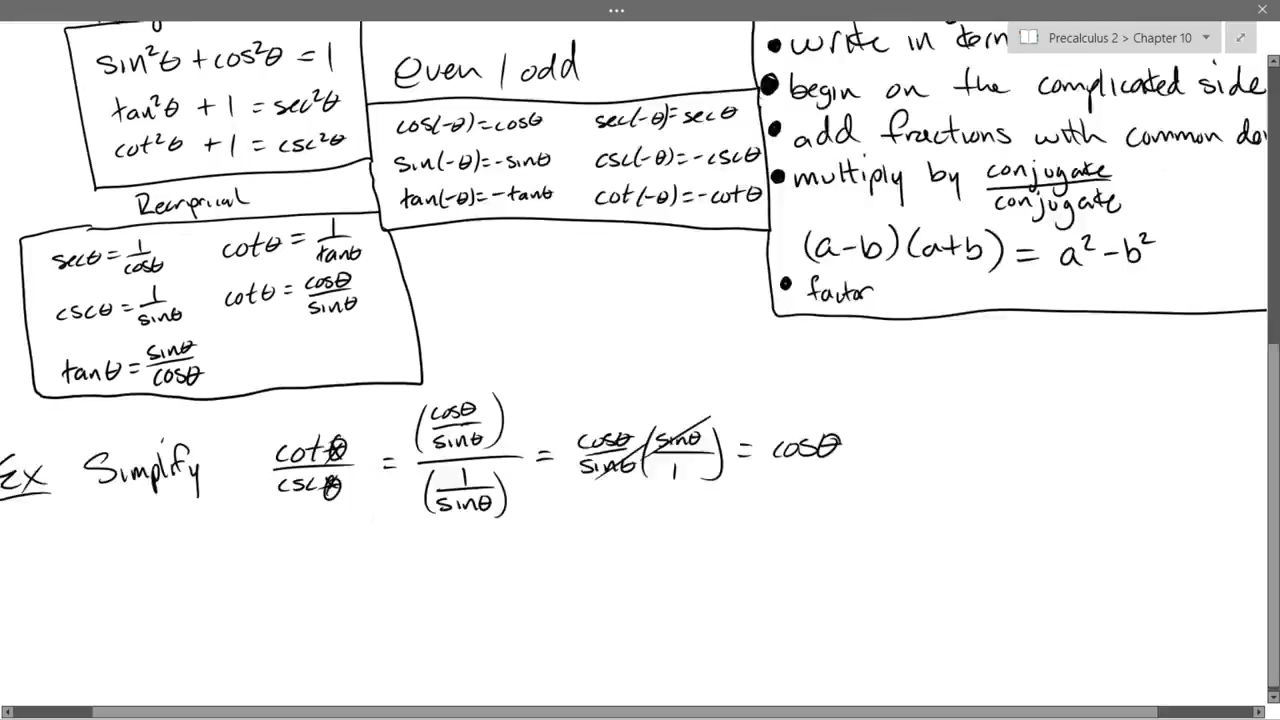 Precalculus 2 > Chapter 10
sin²θ + cos²θ = 1
tan²θ + 1 = sec²θ
cot²θ + 1 = csc²θ
Even / odd
cos(-θ)=cosθ sec(-θ)=secθ
sin(-θ)=-sinθ csc(-θ)=-cscθ
tan(-θ)=-tanθ cot(-θ)=-cotθ
• write in
• begin on the complicated side
• add fractions with common
• multiply by conjugate/conjugate
(a-b)(a+b) = a²-b²
• factor
secθ = 1/cosθ cotθ = 1/tanθ
cscθ = 1/sinθ cotθ = cosθ/sinθ
tanθ = sinθ/cosθ
Ex Simplify cotθ/cscθ = (cosθ/sinθ)/(1/sinθ) = cosθ/sinθ (sinθ/1) = cosθ